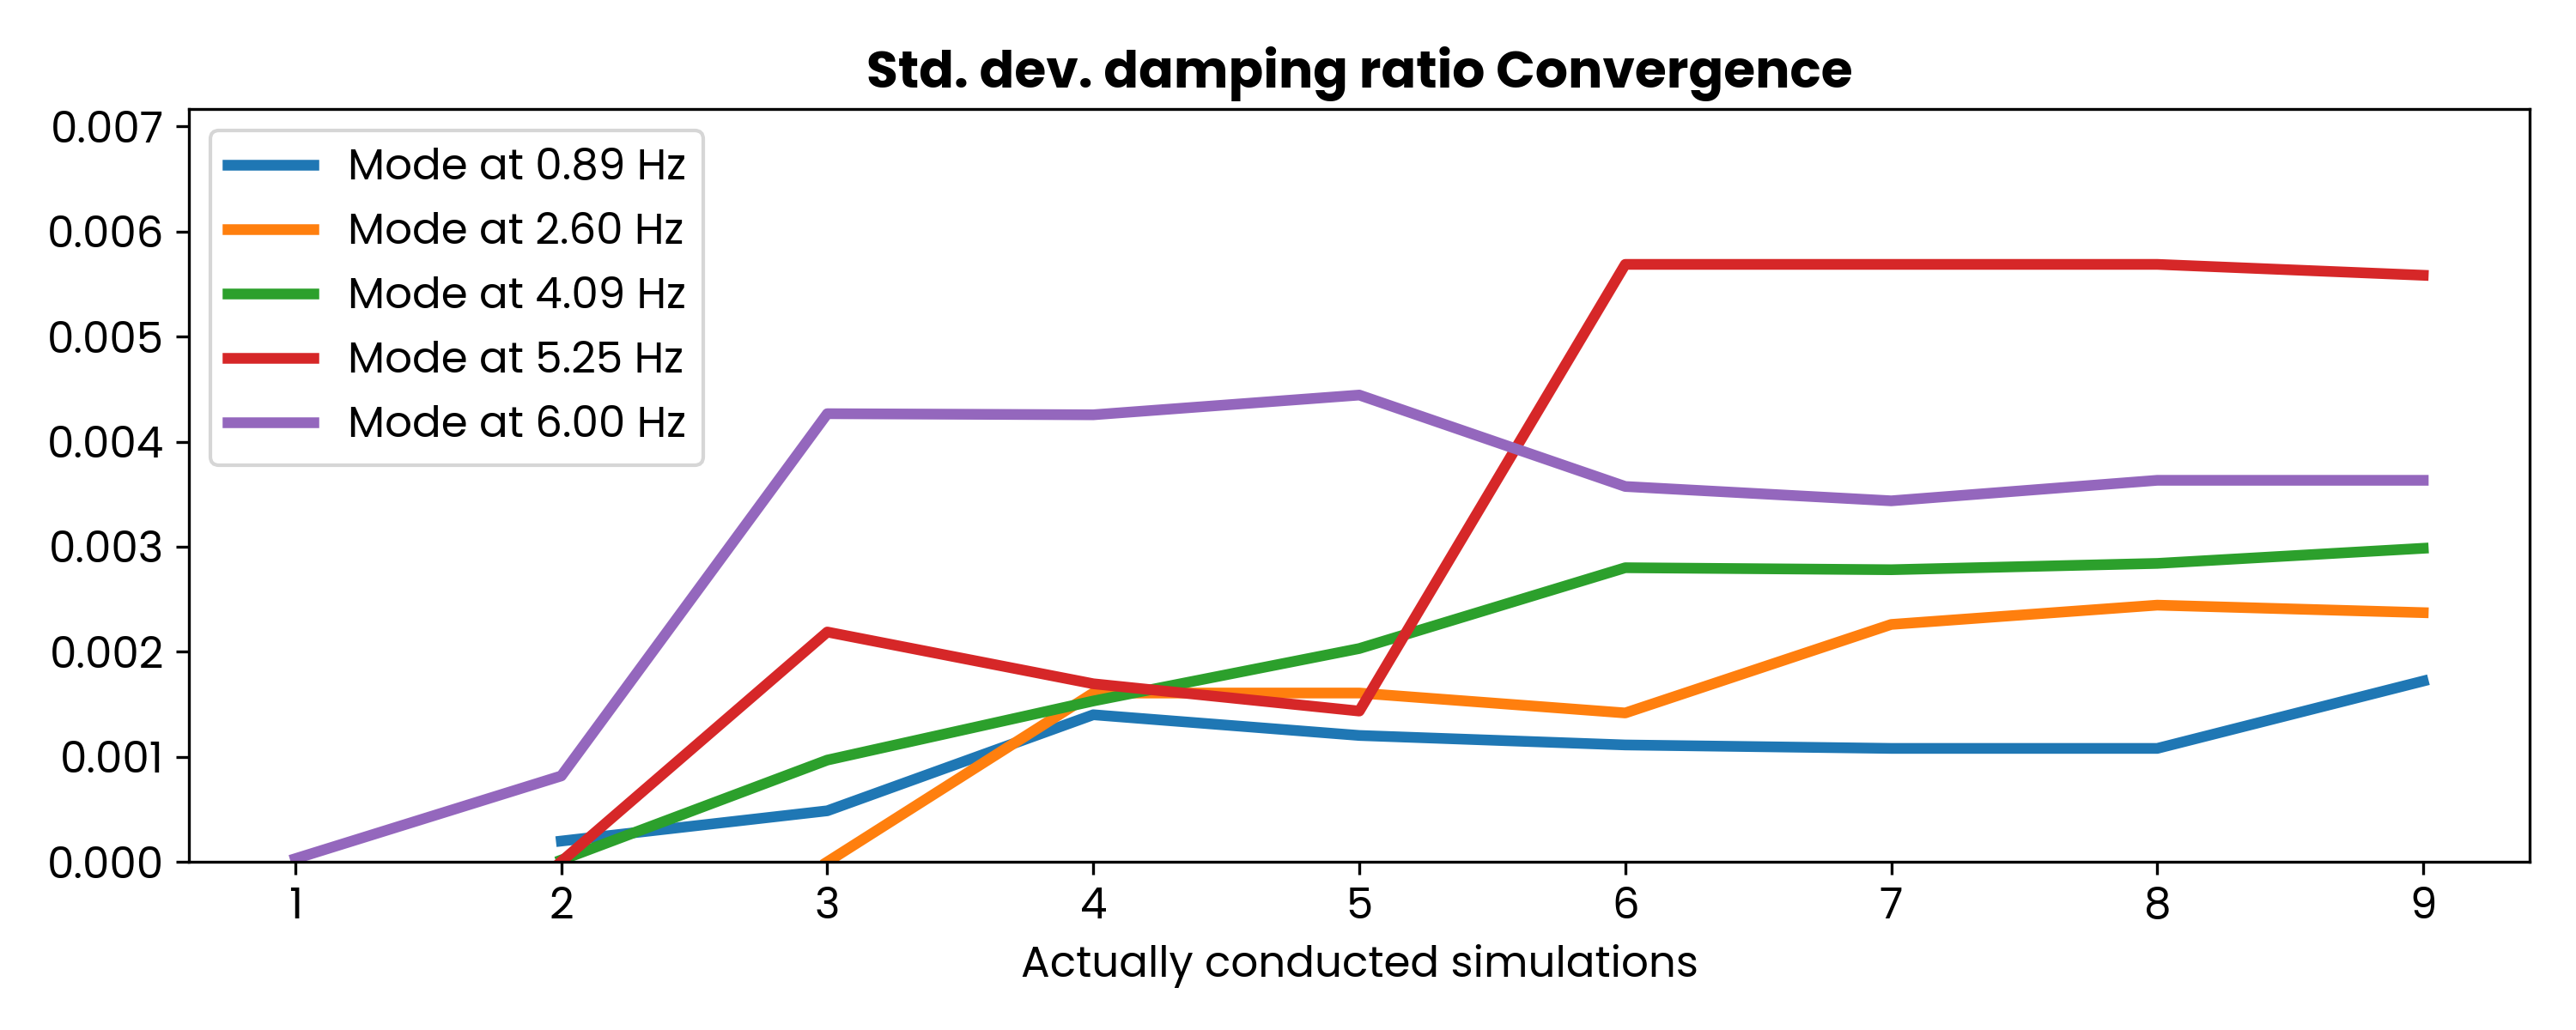 Std. dev. damping ratio Convergence
0.007
0.006
0.005
0.004
0.003
0.002
0.001
0.000
Mode at 0.89 Hz
Mode at 2.60 Hz
Mode at 4.09 Hz
Mode at 5.25 Hz
Mode at 6.00 Hz
1 2 3 4 5 6 7 8 9
Actually conducted simulations